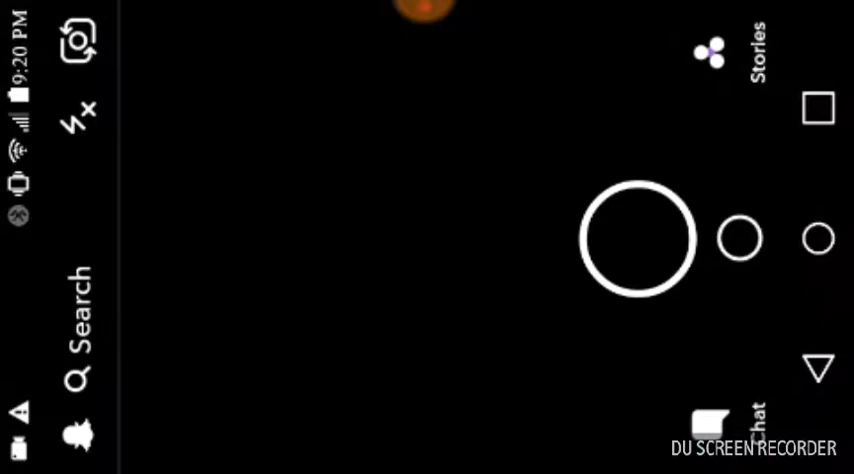 9:20 PM
Search
Chat
Stories
DU SCREEN RECORDER